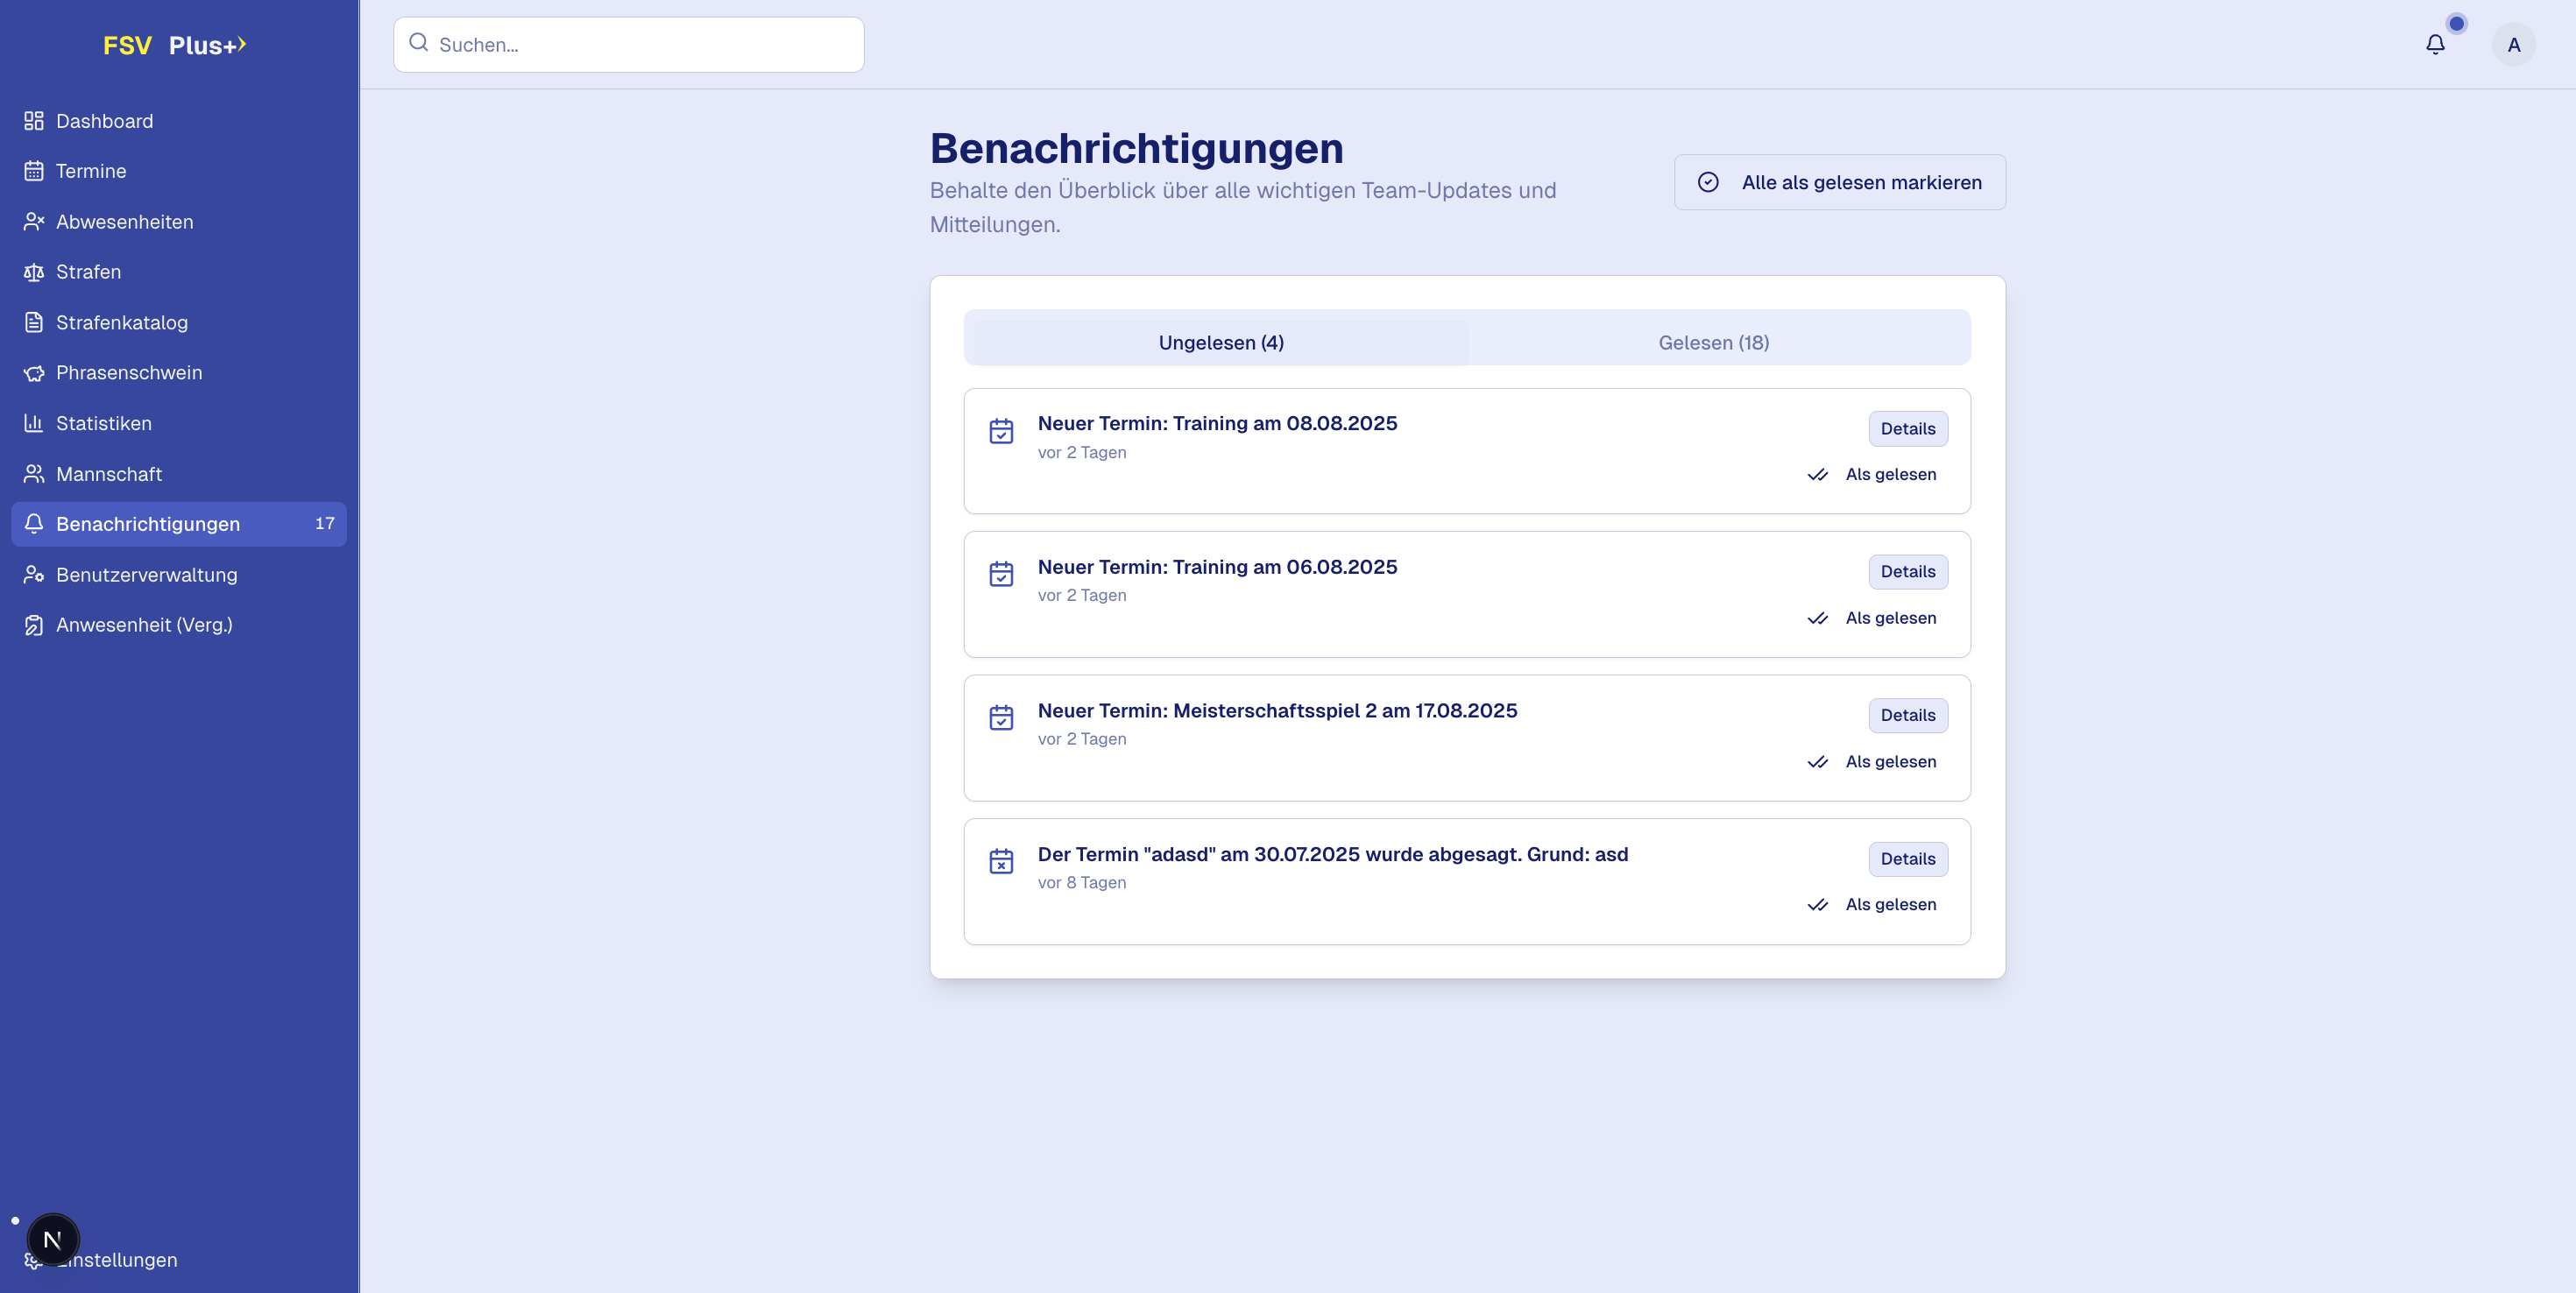 FSV Plus+
Dashboard
Termine
Abwesenheiten
Strafen
Strafenkatalog
Phrasenschwein
Statistiken
Mannschaft
Benachrichtigungen 17
Benutzerverwaltung
Anwesenheit (Verg.)
N
instellungen
Suchen...
A
Benachrichtigungen
Behalte den Überblick über alle wichtigen Team-Updates und
Mitteilungen.
Alle als gelesen markieren
Ungelesen (4) Gelesen (18)
Neuer Termin: Training am 08.08.2025
vor 2 Tagen
Details
Als gelesen
Neuer Termin: Training am 06.08.2025
vor 2 Tagen
Details
Als gelesen
Neuer Termin: Meisterschaftsspiel 2 am 17.08.2025
vor 2 Tagen
Details
Als gelesen
Der Termin "adasd" am 30.07.2025 wurde abgesagt. Grund: asd
vor 8 Tagen
Details
Als gelesen